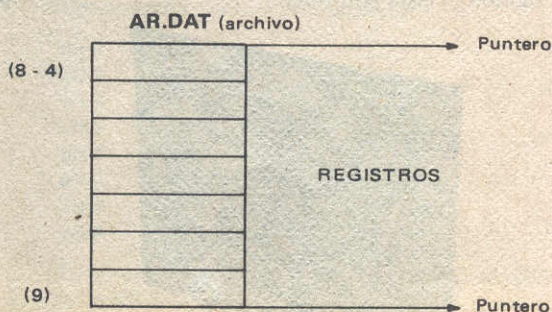 AR.DAT (archivo)
Puntero
(8 - 4)
REGISTROS
(9)
Puntero